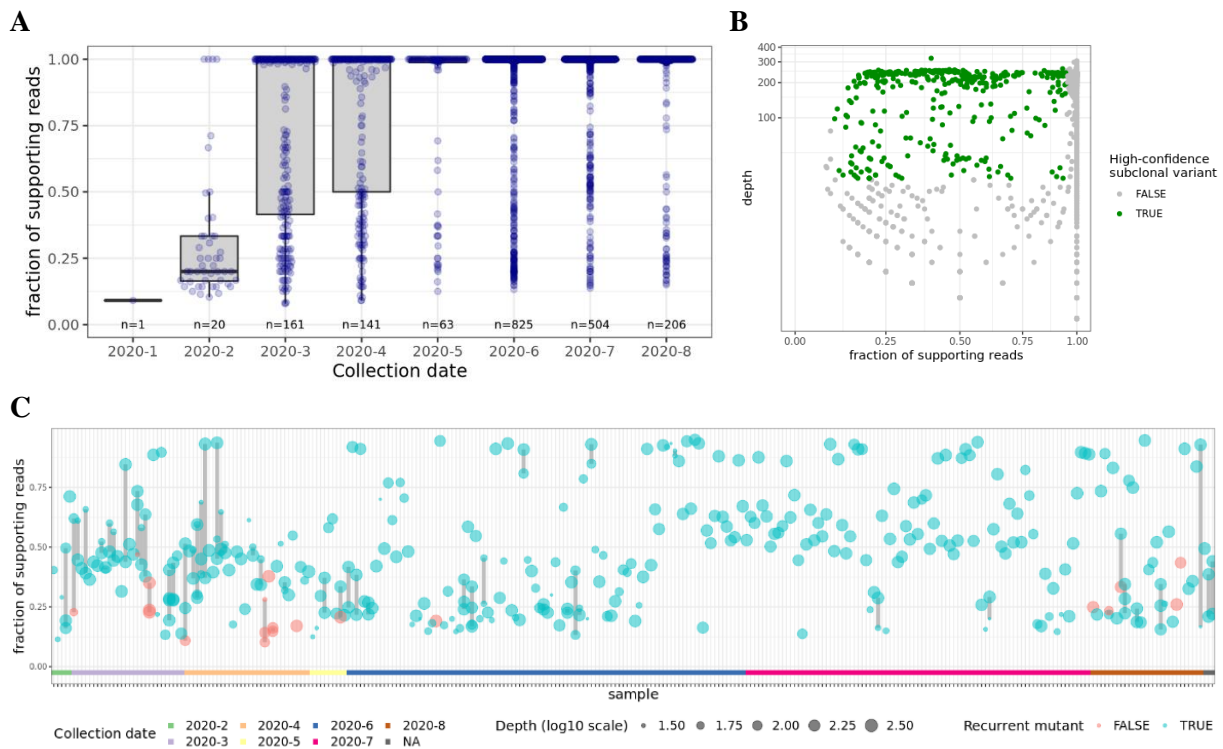 A
fraction of supporting reads
1.00
0.75
0.50
0.25
0.00
n=1 n=20 n=161 n=141 n=63 n=825 n=504 n=206
2020-1 2020-2 2020-3 2020-4 2020-5 2020-6 2020-7 2020-8
Collection date
B
depth
400
300
200
100
0.00 0.25 0.50 0.75 1.00
fraction of supporting reads
High-confidence
subclonal variant
FALSE
TRUE
C
fraction of supporting reads
0.75
0.50
0.25
0.00
sample
Collection date
2020-2 2020-4 2020-6 2020-8
2020-3 2020-5 2020-7 NA
Depth (log10 scale) 1.50 1.75 2.00 2.25 2.50
Recurrent mutant FALSE TRUE